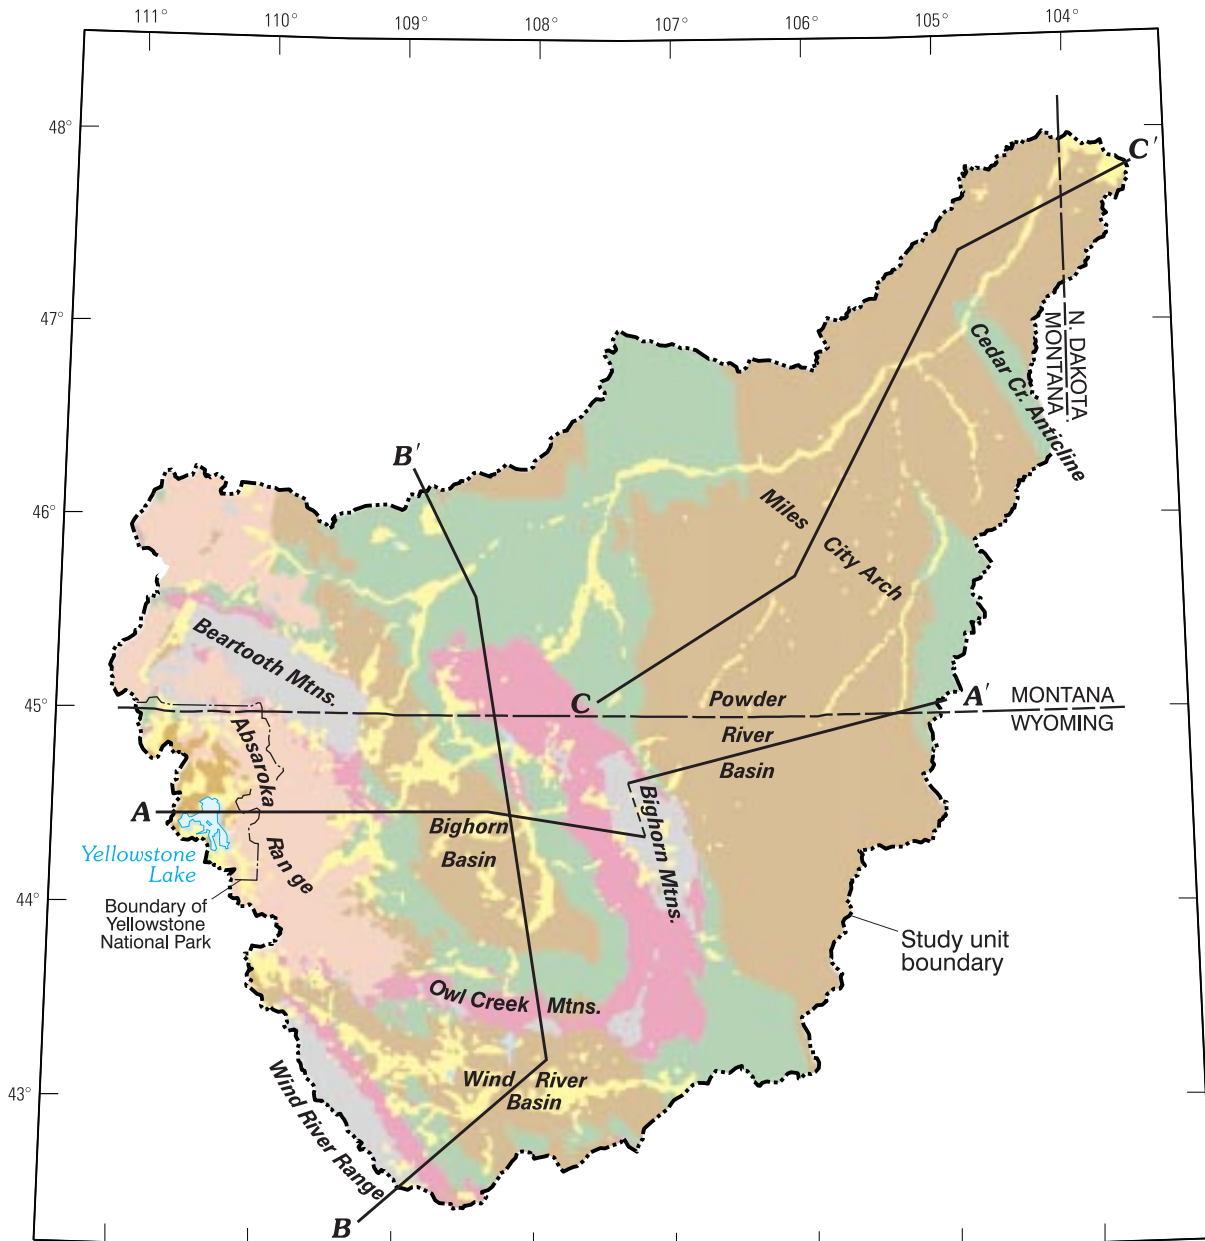 111° 110° 109° 108° 107° 106° 105° 104°
48°
C'
47°
N. DAKOTA
MONTANA
Cedar Cr. Anticline
B'
46°
Miles
City Arch
Beartooth Mtns.
45°
C
Powder
A'
MONTANA
WYOMING
River
Basin
Absaroka
Range
A
Bighorn
Basin
Bighorn Mtns.
Yellowstone
Lake
44°
Boundary of
Yellowstone
National Park
Study unit
boundary
Owl Creek Mtns.
43°
Wind River
Basin
Wind River Range
B